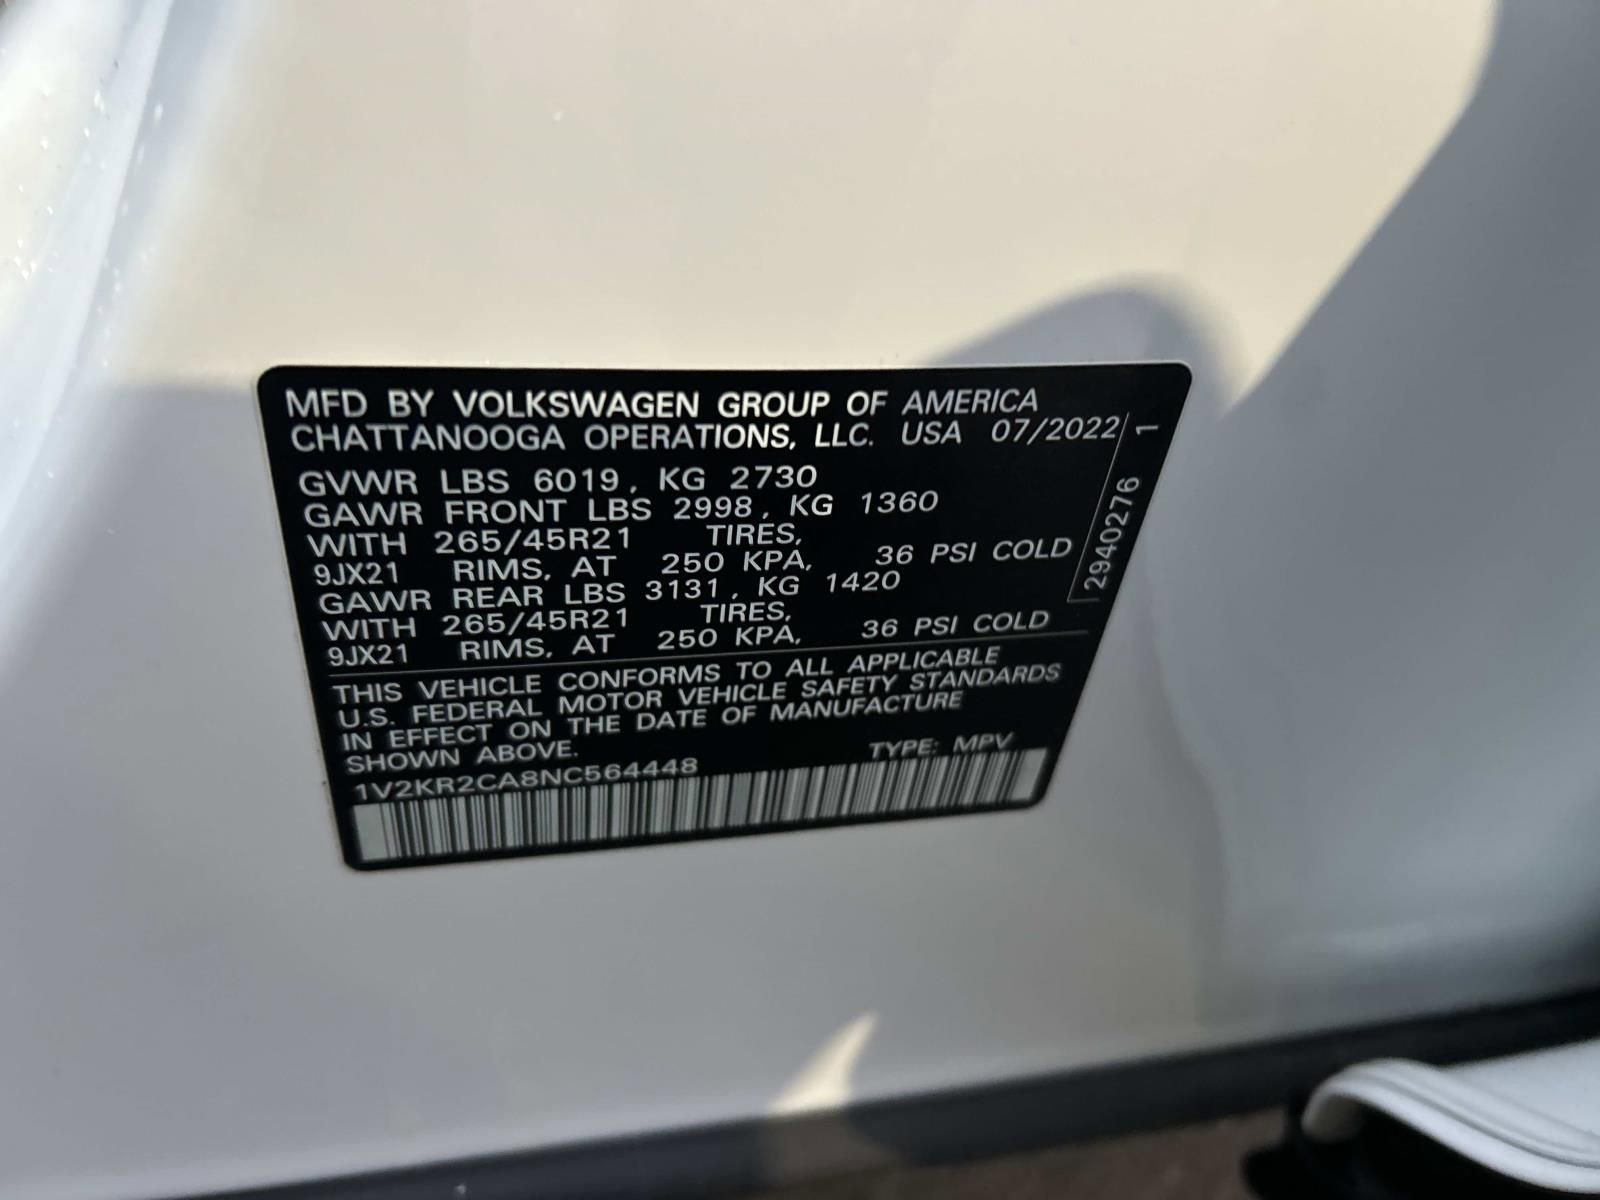 MFD BY VOLKSWAGEN GROUP OF AMERICA
CHATTANOOGA OPERATIONS, LLC. USA 07/2022
GVWR LBS 6019, KG 2730
GAWR FRONT LBS 2998, KG 1360
WITH 265/45R21 TIRES,
9JX21 RIMS, AT 250 KPA, 36 PSI COLD
GAWR REAR LBS 3131, KG 1420
WITH 265/45R21 TIRES,
9JX21 RIMS, AT 250 KPA, 36 PSI COLD
THIS VEHICLE CONFORMS TO ALL APPLICABLE
U.S. FEDERAL MOTOR VEHICLE SAFETY STANDARDS
IN EFFECT ON THE DATE OF MANUFACTURE
SHOWN ABOVE. TYPE: MPV
1V2KR2CA8NC564448
2940276 1